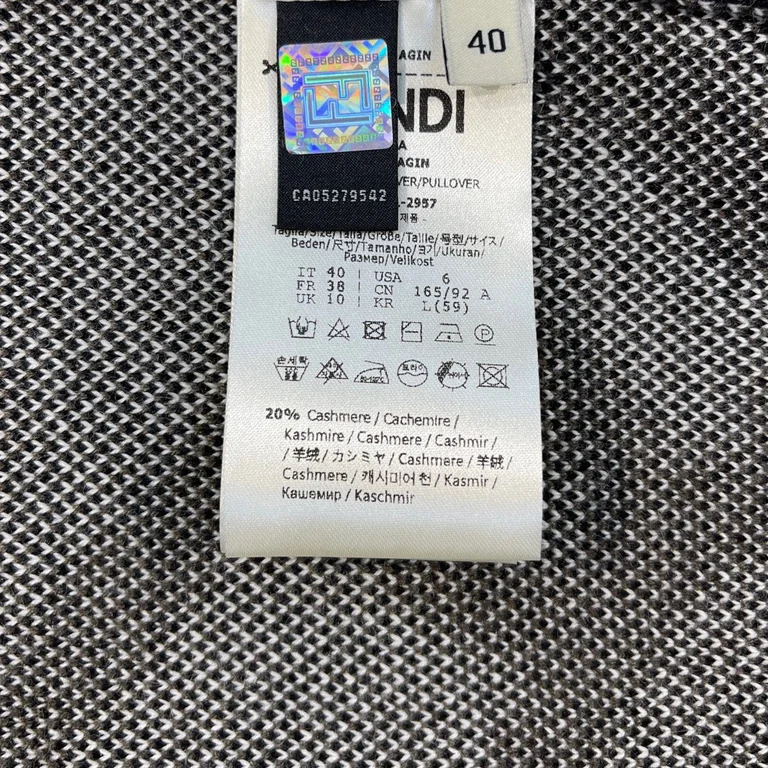 AGIN
40
NDI
A
AGIN
VER/PULLOVER
-2957
제품 -
CA05279542
Taglia/Size/Talla/Größe/Taille/号型/サイズ/
Beden/尺寸/Tamanho/크기/Ukuran/
Размер/Velikost
IT 40 | USA 6
FR 38 | CN 165/92 A
UK 10 | KR L(59)
손세탁
20% Cashmere / Cachemire /
Kashmire / Cashmere / Cashmir /
/ 羊绒 / カシミヤ / Cashmere / 羊絨 /
Cashmere / 캐시미어 천 / Kasmir /
Кашемир / Kaschmir